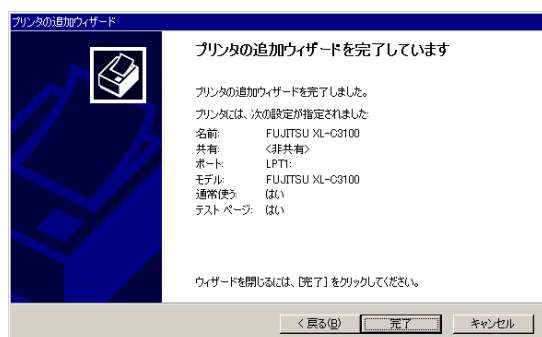 プリンタの追加ウィザード
プリンタの追加ウィザードを完了しています
プリンタの追加ウィザードを完了しました。
プリンタには、次の設定が指定されました:
名前: FUJITSU XL-C3100
共有: <非共有>
ポート: LPT1:
モデル: FUJITSU XL-C3100
通常使う: はい
テスト ページ: はい
ウィザードを閉じるには、[完了] をクリックしてください。
< 戻る(B) 完了 キャンセル